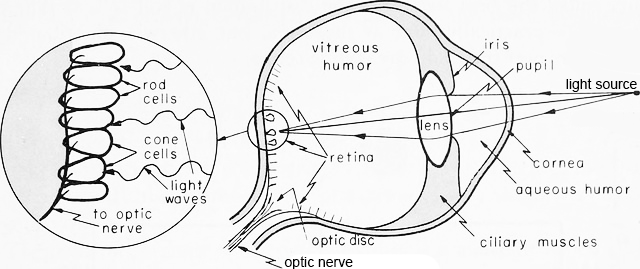 rod
cells
cone
cells
light
waves
to optic
nerve
vitreous
humor
iris
pupil
light source
lens
retina
cornea
aqueous humor
optic disc
ciliary muscles
optic nerve